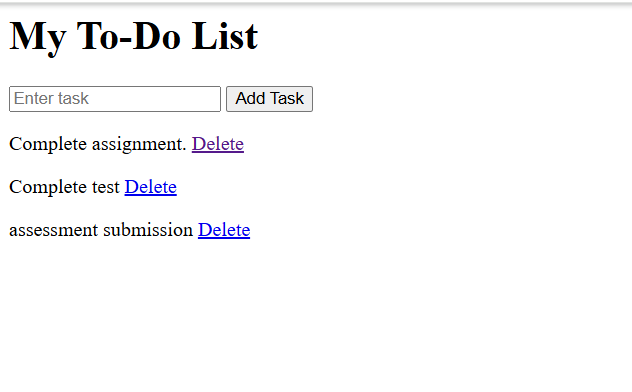 My To-Do List
Enter task Add Task
Complete assignment. Delete
Complete test Delete
assessment submission Delete